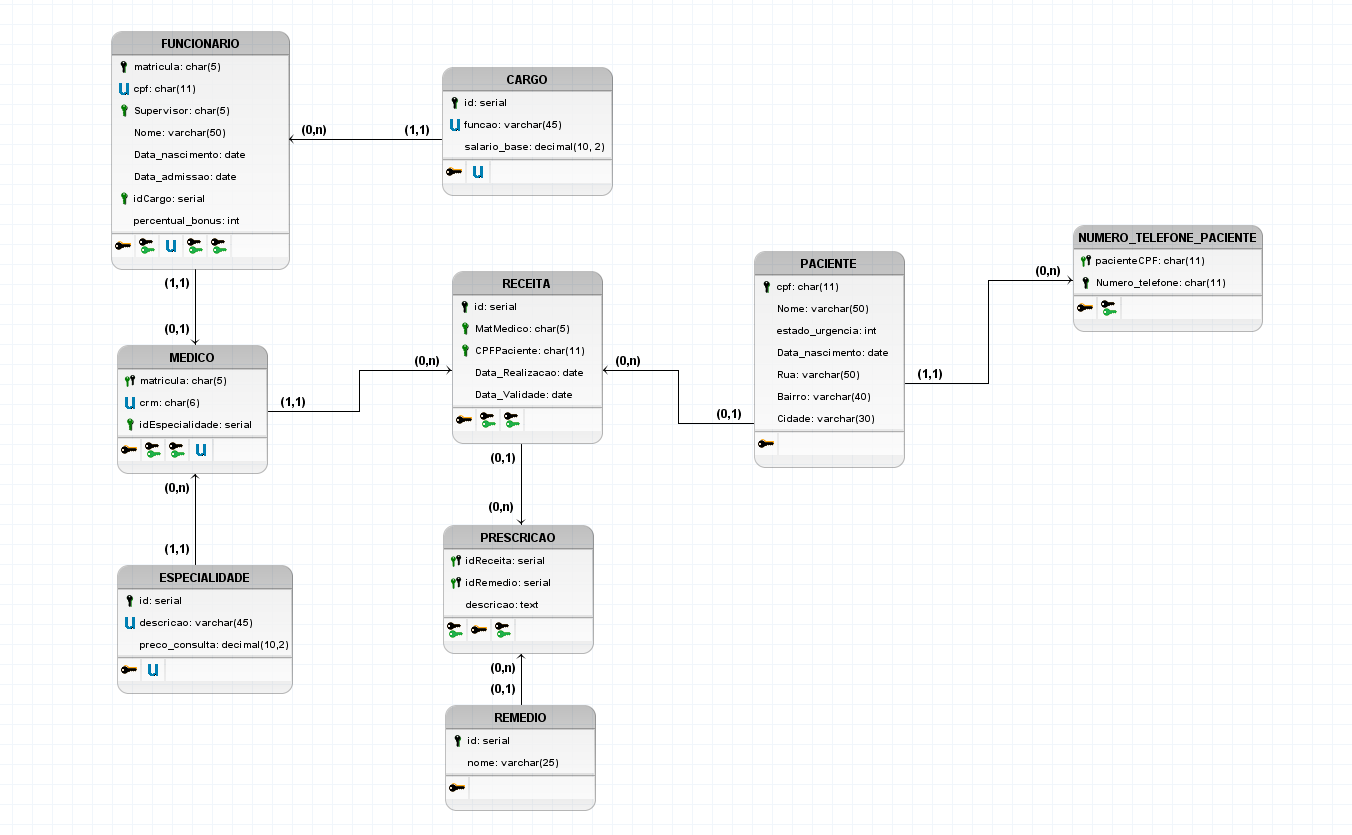 FUNCIONARIO
matricula: char(5)
U cpf: char(11)
Supervisor: char(5)
Nome: varchar(50)
Data_nascimento: date
Data_admissao: date
idCargo: serial
percentual_bonus: int
U
CARGO
id: serial
U funcao: varchar(45)
salario_base: decimal(10, 2)
U
(0,n)
(1,1)
(1,1)
(0,1)
MEDICO
matricula: char(5)
U crm: char(6)
idEspecialidade: serial
U
(0,n)
(1,1)
ESPECIALIDADE
id: serial
U descricao: varchar(45)
preco_consulta: decimal(10,2)
U
(1,1)
(0,n)
RECEITA
id: serial
MatMedico: char(5)
CPFPaciente: char(11)
Data_Realizacao: date
Data_Validade: date
(0,n)
(0,1)
(0,1)
(0,n)
PRESCRICAO
idReceita: serial
idRemedio: serial
descricao: text
(0,n)
(0,1)
REMEDIO
id: serial
nome: varchar(25)
PACIENTE
cpf: char(11)
Nome: varchar(50)
estado_urgencia: int
Data_nascimento: date
Rua: varchar(50)
Bairro: varchar(40)
Cidade: varchar(30)
(1,1)
(0,n)
NUMERO_TELEFONE_PACIENTE
pacienteCPF: char(11)
Numero_telefone: char(11)